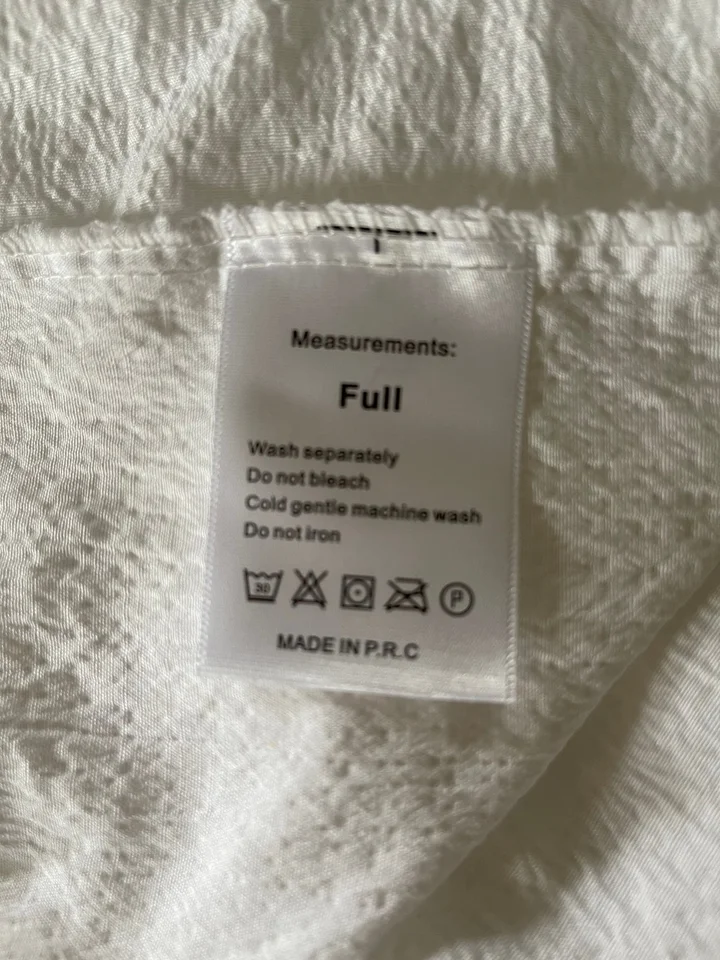 Measurements:
Full
Wash separately
Do not bleach
Cold gentle machine wash
Do not iron
30
P
MADE IN P.R.C